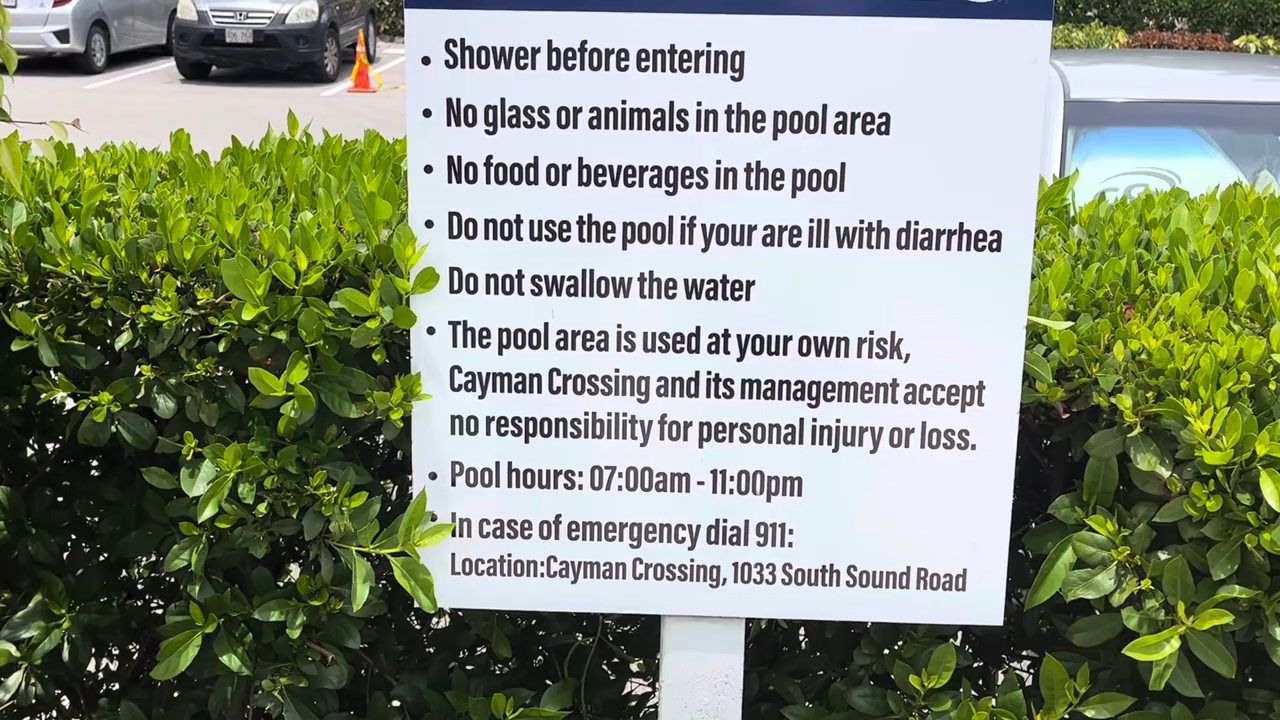 • Shower before entering
• No glass or animals in the pool area
• No food or beverages in the pool
• Do not use the pool if your are ill with diarrhea
Do not swallow the water
• The pool area is used at your own risk,
Cayman Crossing and its management accept
no responsibility for personal injury or loss.
• Pool hours: 07:00am - 11:00pm
• In case of emergency dial 911:
Location:Cayman Crossing, 1033 South Sound Road